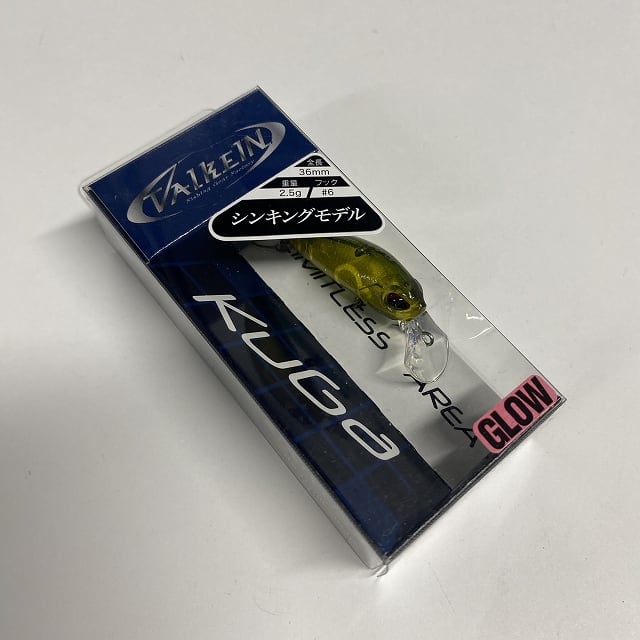 VALKEIN
全長
36mm
重量
2.5g
フック
#6
シンキングモデル
LIMITLESS AREA
KUGa
GLOW